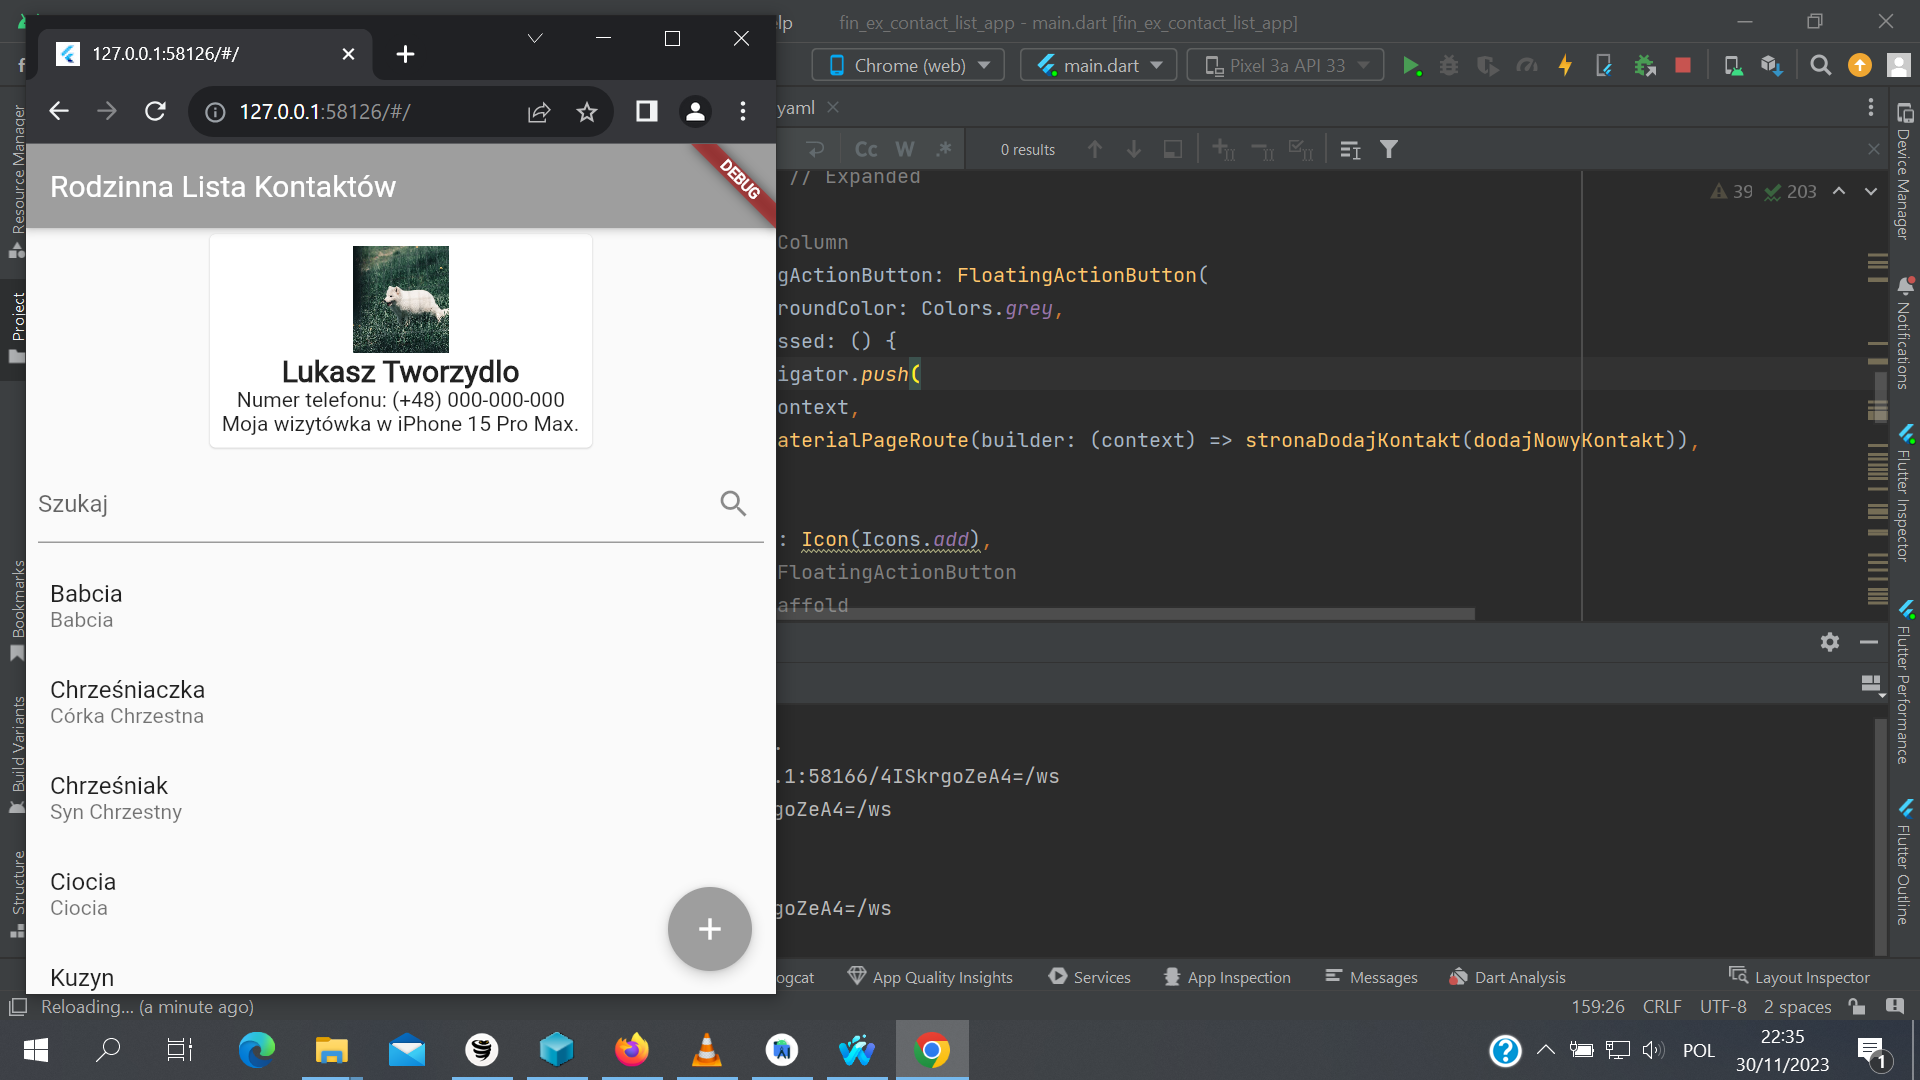 127.0.0.1:58126/#/
127.0.0.1:58126/#/
Rodzinna Lista Kontaktów
DEBUG
Lukasz Tworzydlo
Numer telefonu: (+48) 000-000-000
Moja wizytówka w iPhone 15 Pro Max.
Szukaj
Babcia
Babcia
Chrześniaczka
Córka Chrzestna
Chrześniak
Syn Chrzestny
Ciocia
Ciocia
Kuzyn
lp
fin_ex_contact_list_app - main.dart [fin_ex_contact_list_app]
Chrome (web)
main.dart
Pixel 3a API 33
yaml
Cc
W
.*
0 results
39
203
// Expanded
Column
gActionButton: FloatingActionButton(
roundColor: Colors.grey,
ssed: () {
igator.push(
ontext,
aterialPageRoute(builder: (context) => stronaDodajKontakt(dodajNowyKontakt)),
: Icon(Icons.add),
FloatingActionButton
affold
.
.1:58166/4ISkrgoZeA4=/ws
goZeA4=/ws
goZeA4=/ws
Resource Manager
Project
Bookmarks
Build Variants
Structure
Device Manager
Notifications
Flutter Inspector
Flutter Performance
Flutter Outline
ogcat
App Quality Insights
Services
App Inspection
Messages
Dart Analysis
Layout Inspector
Reloading... (a minute ago)
159:26
CRLF
UTF-8
2 spaces
POL
22:35
30/11/2023
1